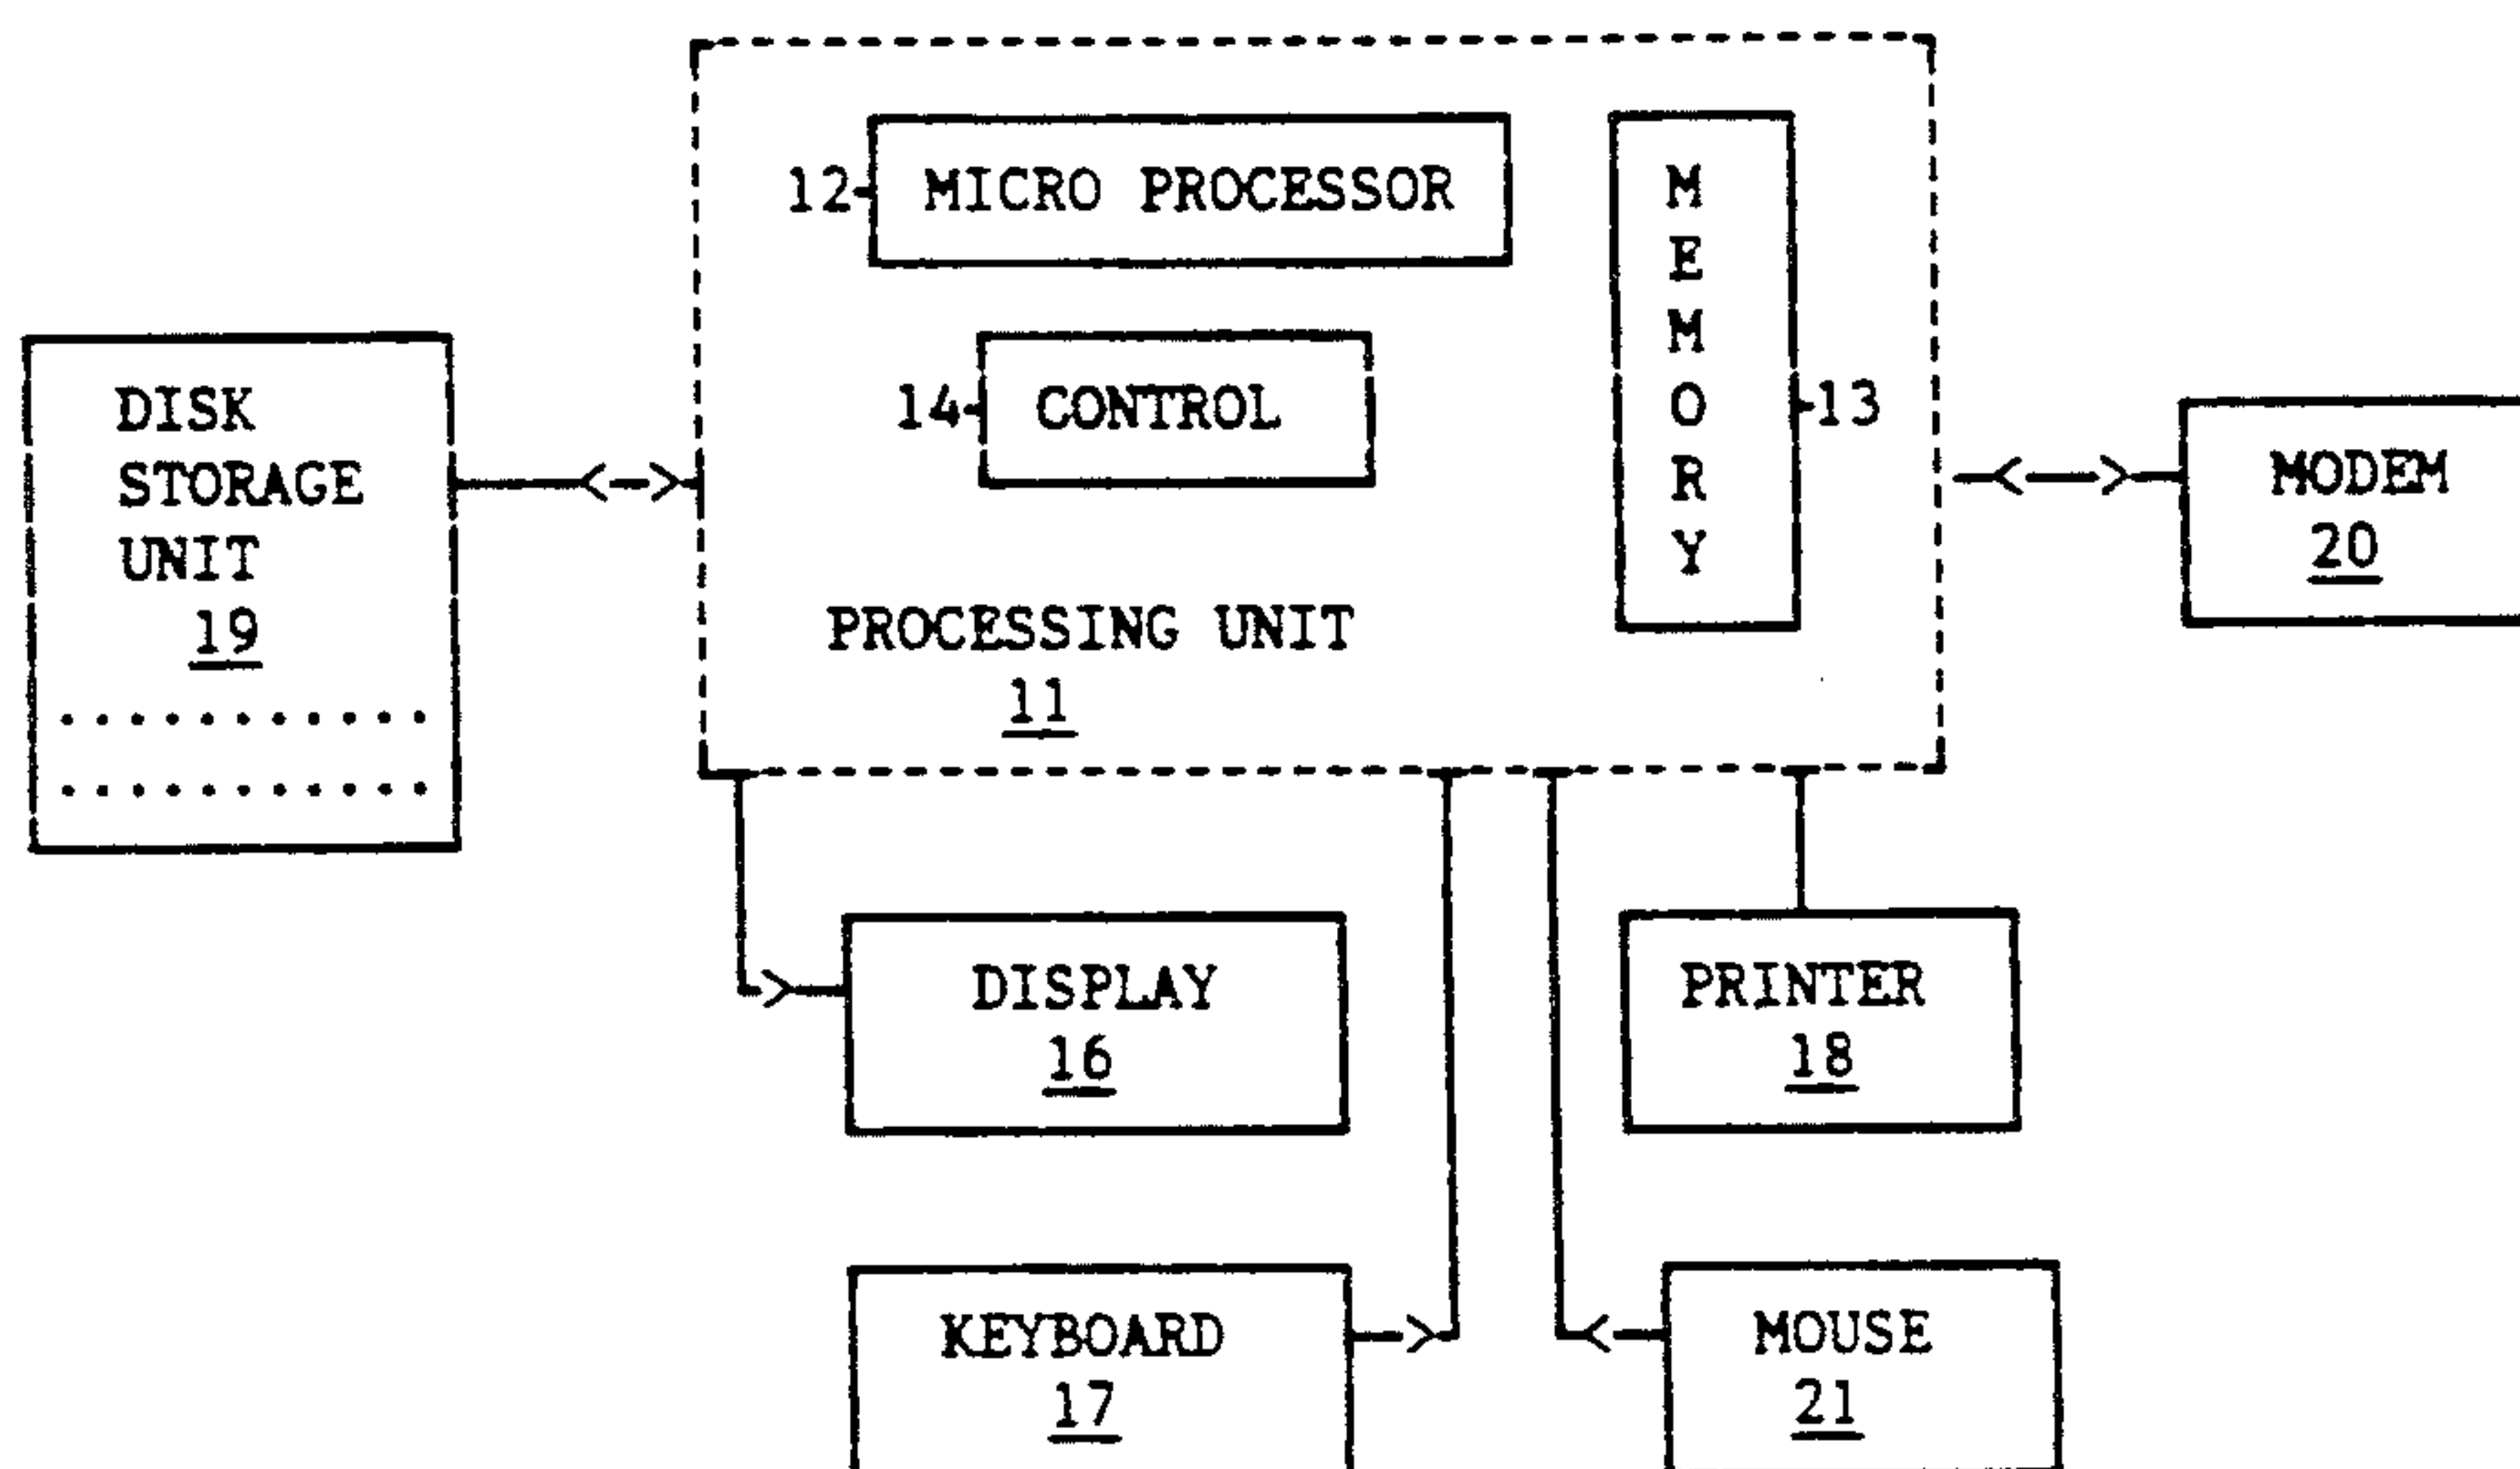 12 MICRO PROCESSOR
M
E
M
O
R
Y
13
14 CONTROL
PROCESSING UNIT
11
DISK
STORAGE
UNIT
19
MODEM
20
DISPLAY
16
PRINTER
18
KEYBOARD
17
MOUSE
21